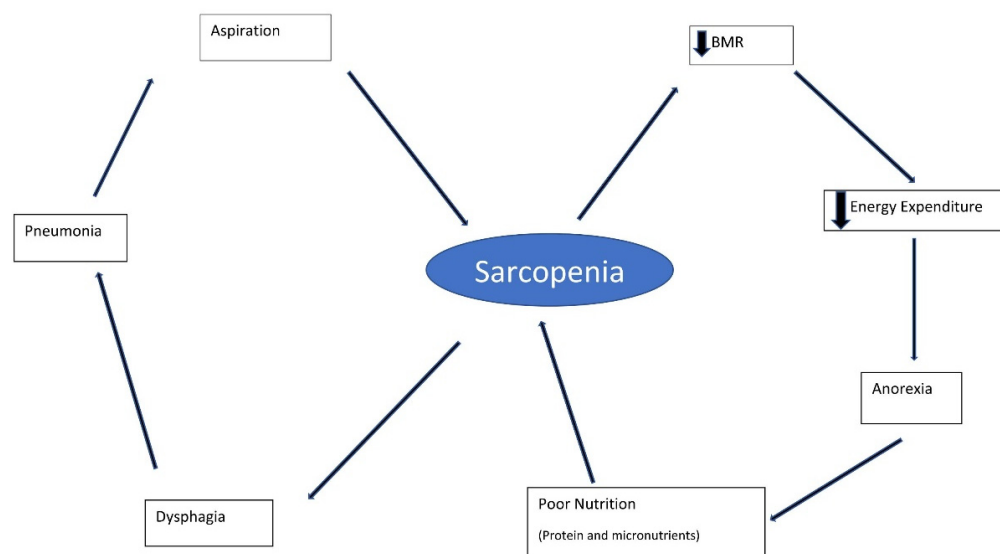 Aspiration
BMR
Energy Expenditure
Pneumonia
Sarcopenia
Anorexia
Dysphagia
Poor Nutrition
(Protein and micronutrients)